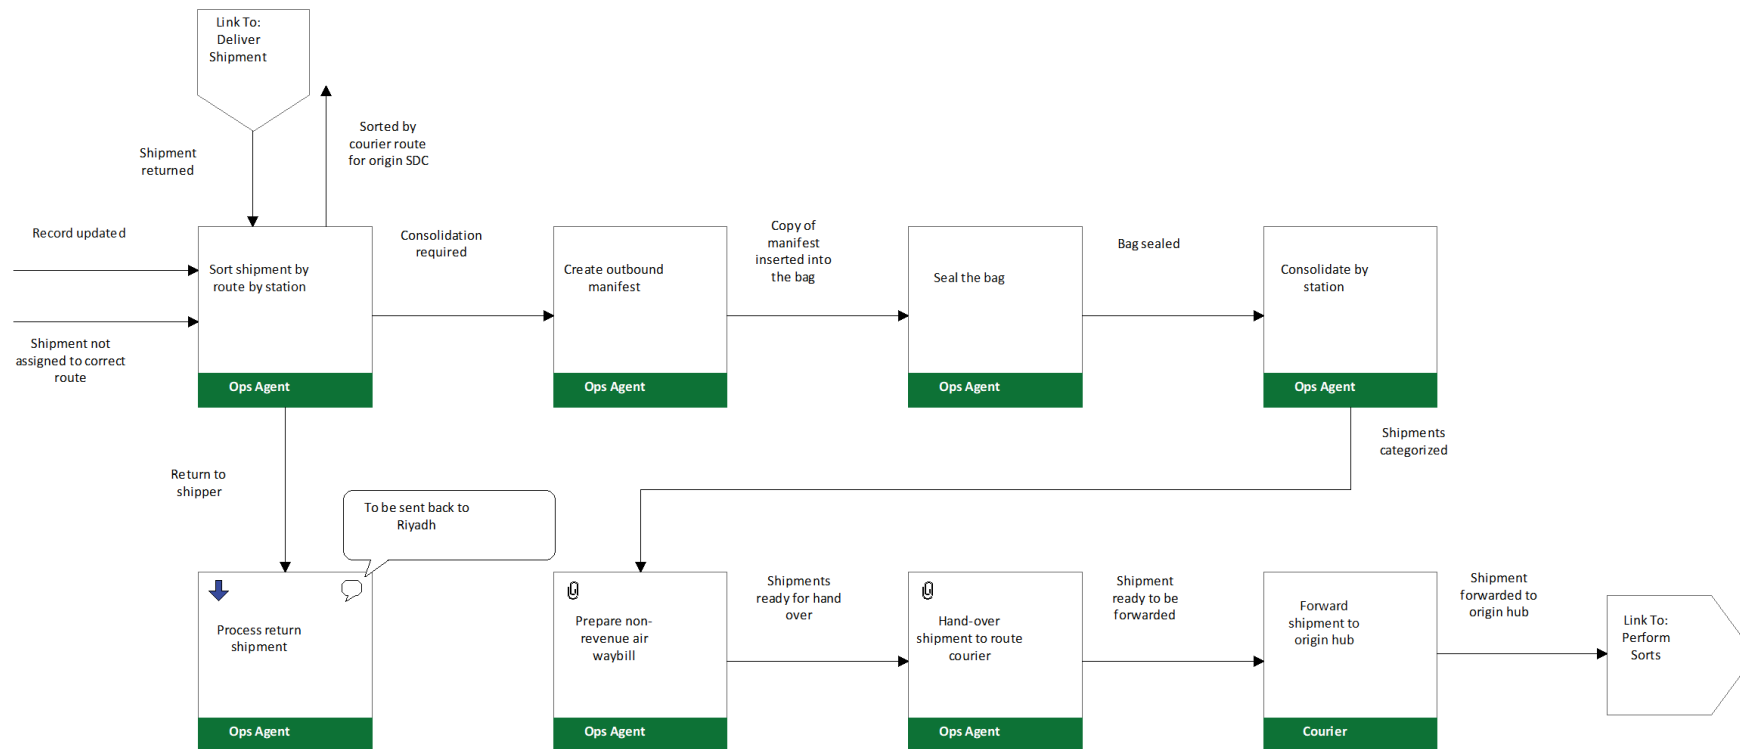 Link To:
Deliver
Shipment
Sorted by
courier route
for origin SDC
Shipment
returned
Record updated
Consolidation
required
Copy of
manifest
inserted into
the bag
Bag sealed
Sort shipment by
route by station
Create outbound
manifest
Seal the bag
Consolidate by
station
Shipment not
assigned to correct
route
Ops Agent
Ops Agent
Ops Agent
Ops Agent
Shipments
categorized
Return to
shipper
To be sent back to
Riyadh
Shipments
ready for hand
over
Shipment
ready to be
forwarded
Shipment
forwarded to
origin hub
Process return
shipment
Prepare non-
revenue air
waybill
Hand-over
shipment to route
courier
Forward
shipment to
origin hub
Link To:
Perform
Sorts
Ops Agent
Ops Agent
Ops Agent
Courier